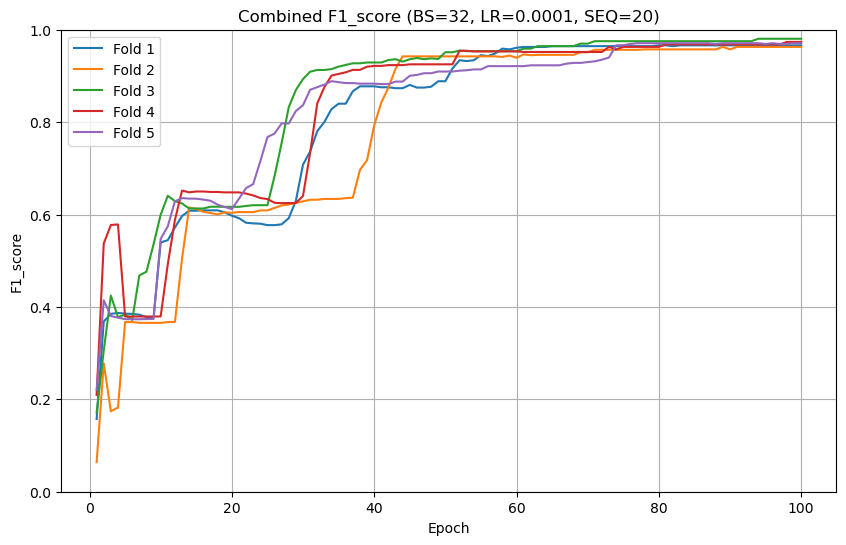 Combined F1_score (BS=32, LR=0.0001, SEQ=20)
Fold 1
Fold 2
Fold 3
Fold 4
Fold 5
F1_score
1.0
0.8
0.6
0.4
0.2
0.0
0 20 40 60 80 100
Epoch